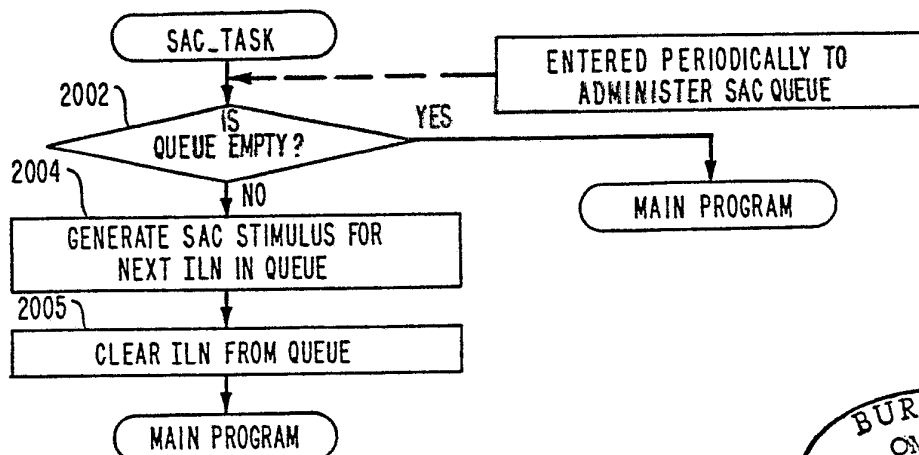 SAC_TASK
ENTERED PERIODICALLY TO
ADMINISTER SAC QUEUE
2002
IS
QUEUE EMPTY?
YES
MAIN PROGRAM
NO
2004
GENERATE SAC STIMULUS FOR
NEXT ILN IN QUEUE
2005
CLEAR ILN FROM QUEUE
MAIN PROGRAM
BUR